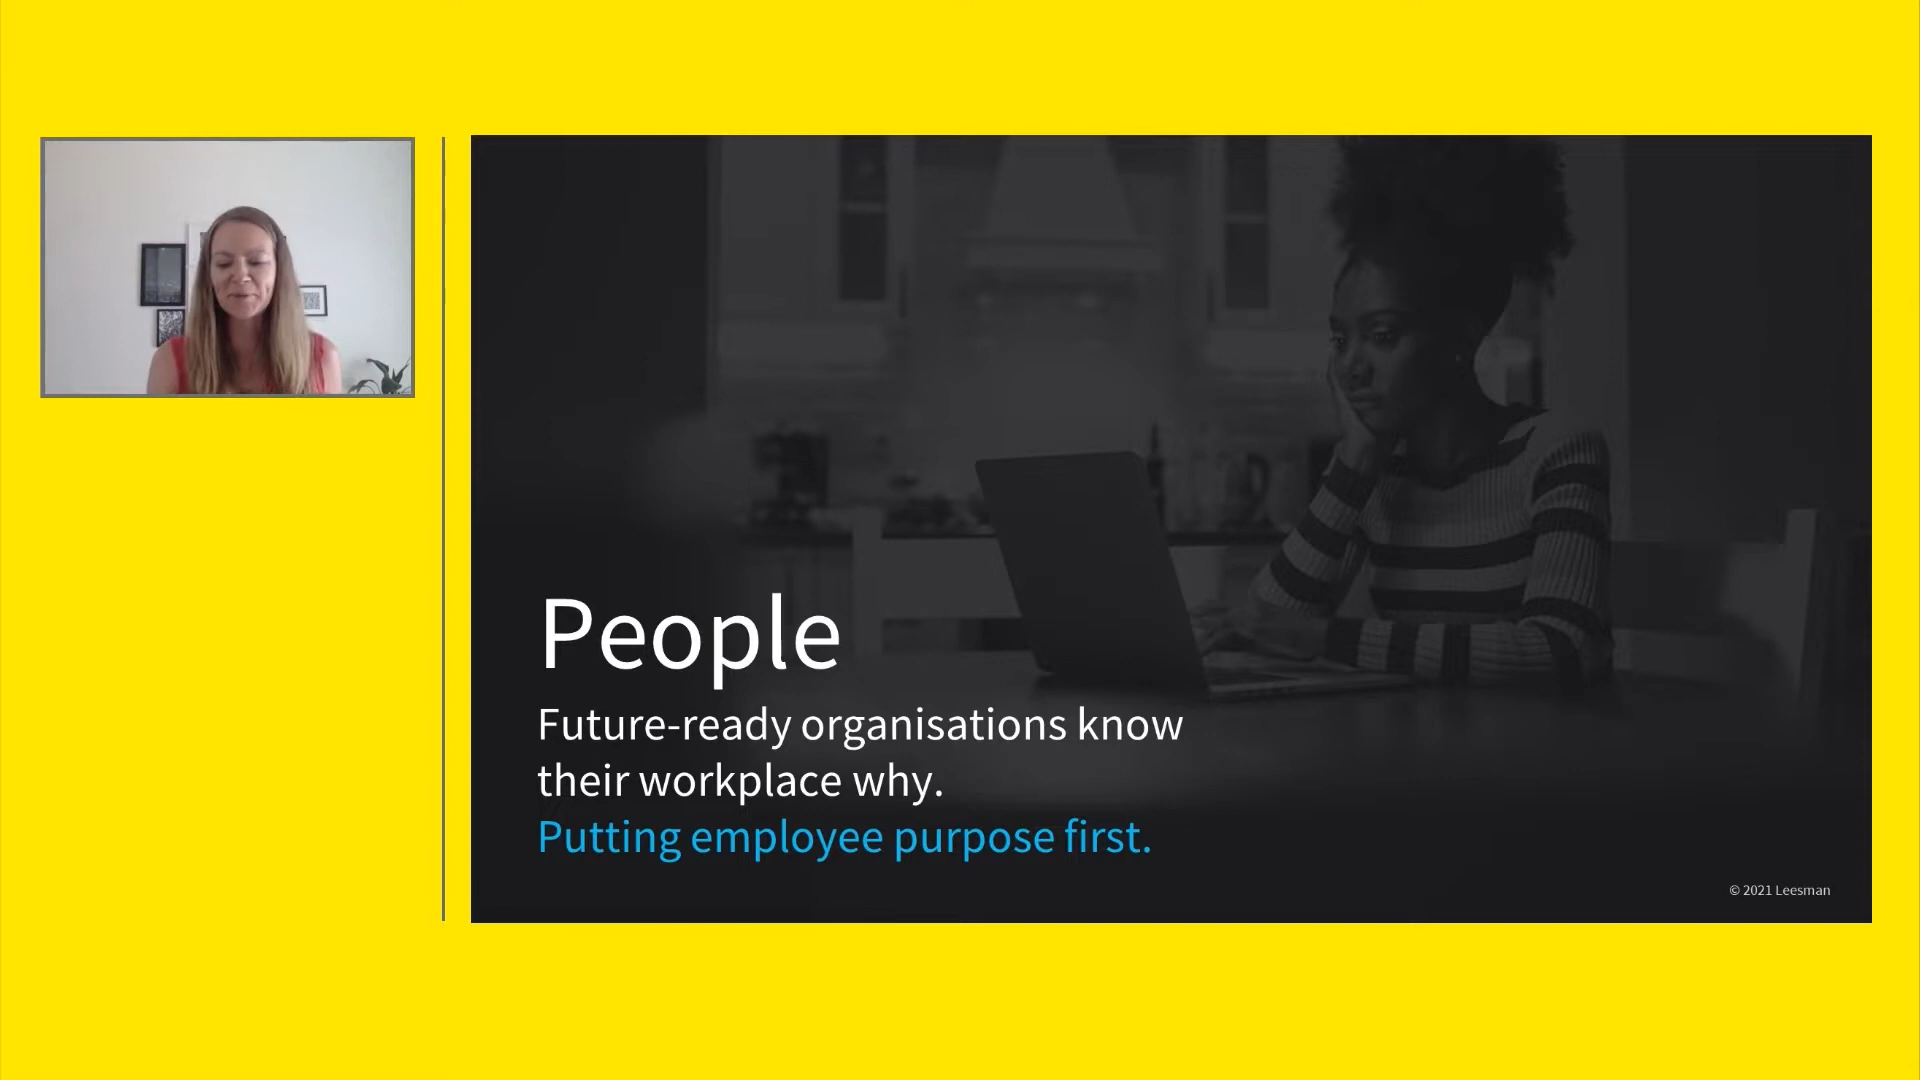 People
Future-ready organisations know
their workplace why.
Putting employee purpose first.
© 2021 Leesman